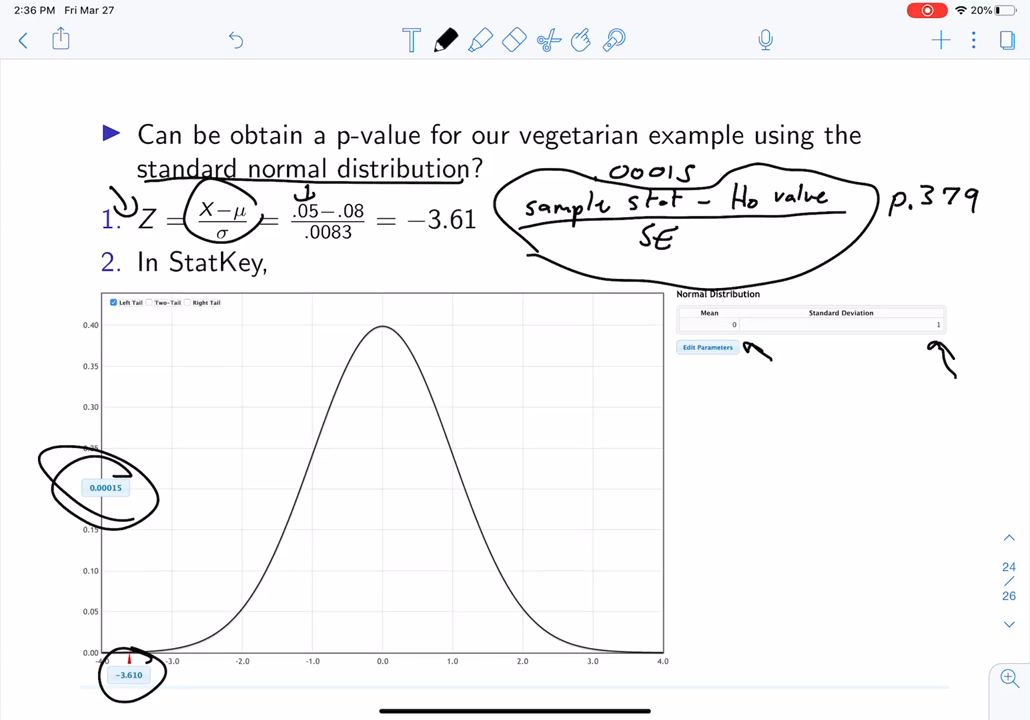 2:36 PM Fri Mar 27
20%
T
Can be obtain a p-value for our vegetarian example using the
standard normal distribution?
.00015
1. Z = X−μ / σ = .05−.08 / .0083 = −3.61
sample stat - Ho value
SE
p.379
2. In StatKey,
Left Tail Two-Tail Right Tail
Normal Distribution
Mean Standard Deviation
0 1
Edit Parameters
0.40
0.35
0.30
0.25
0.00015
0.15
0.10
0.05
0.00
-4.0 -3.0 -2.0 -1.0 0.0 1.0 2.0 3.0 4.0
-3.610
24
/
26